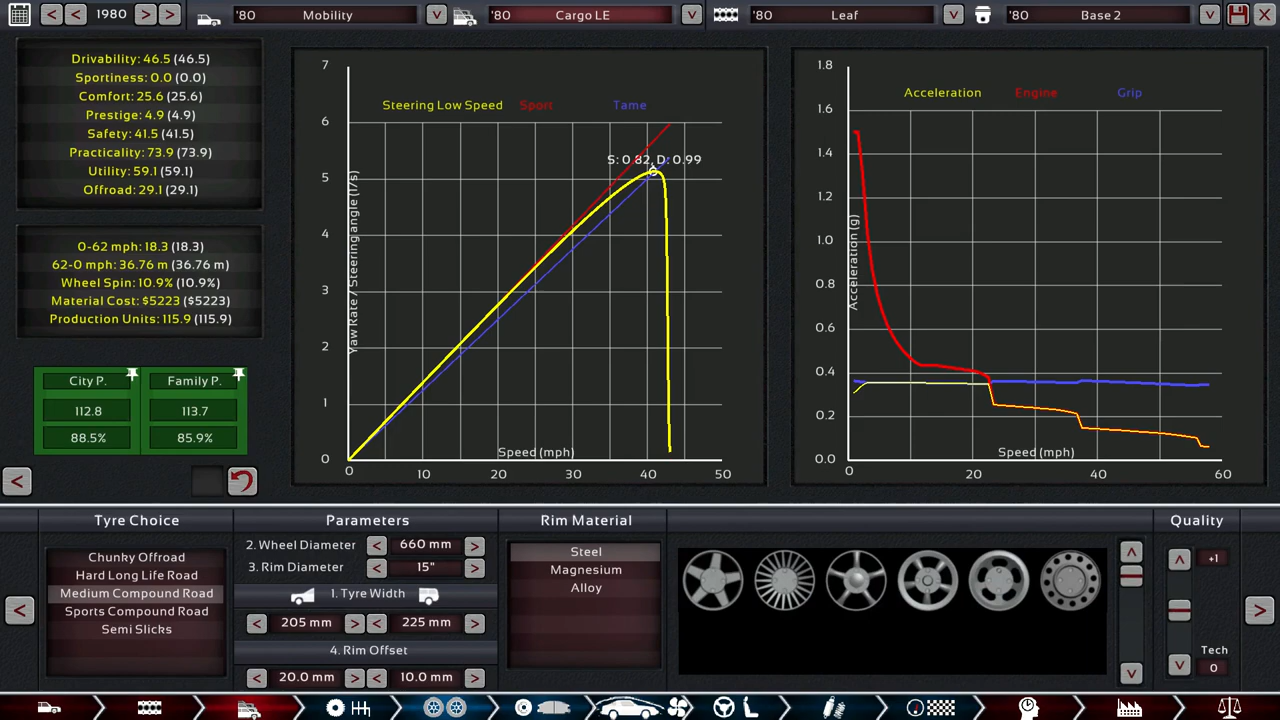 1980
'80 Mobility
'80 Cargo LE
'80 Leaf
'80 Base 2
Drivability: 46.5 (46.5)
Sportiness: 0.0 (0.0)
Comfort: 25.6 (25.6)
Prestige: 4.9 (4.9)
Safety: 41.5 (41.5)
Practicality: 73.9 (73.9)
Utility: 59.1 (59.1)
Offroad: 29.1 (29.1)
0-62 mph: 18.3 (18.3)
62-0 mph: 36.76 m (36.76 m)
Wheel Spin: 10.9% (10.9%)
Material Cost: $5223 ($5223)
Production Units: 115.9 (115.9)
City P. Family P.
112.8 113.7
88.5% 85.9%
Steering Low Speed Sport Tame
S: 0.82, D: 0.99
7
6
5
4
3
2
1
0
Yaw Rate / Steering angle (1/s)
Speed (mph)
0 10 20 30 40 50
Acceleration Engine Grip
1.8
1.6
1.4
1.2
1.0
0.8
0.6
0.4
0.2
0.0
Acceleration (g)
Speed (mph)
0 20 40 60
Tyre Choice
Chunky Offroad
Hard Long Life Road
Medium Compound Road
Sports Compound Road
Semi Slicks
Parameters
2. Wheel Diameter 660 mm
3. Rim Diameter 15"
1. Tyre Width
205 mm 225 mm
4. Rim Offset
20.0 mm 10.0 mm
Rim Material
Steel
Magnesium
Alloy
Quality
+1
Tech
0